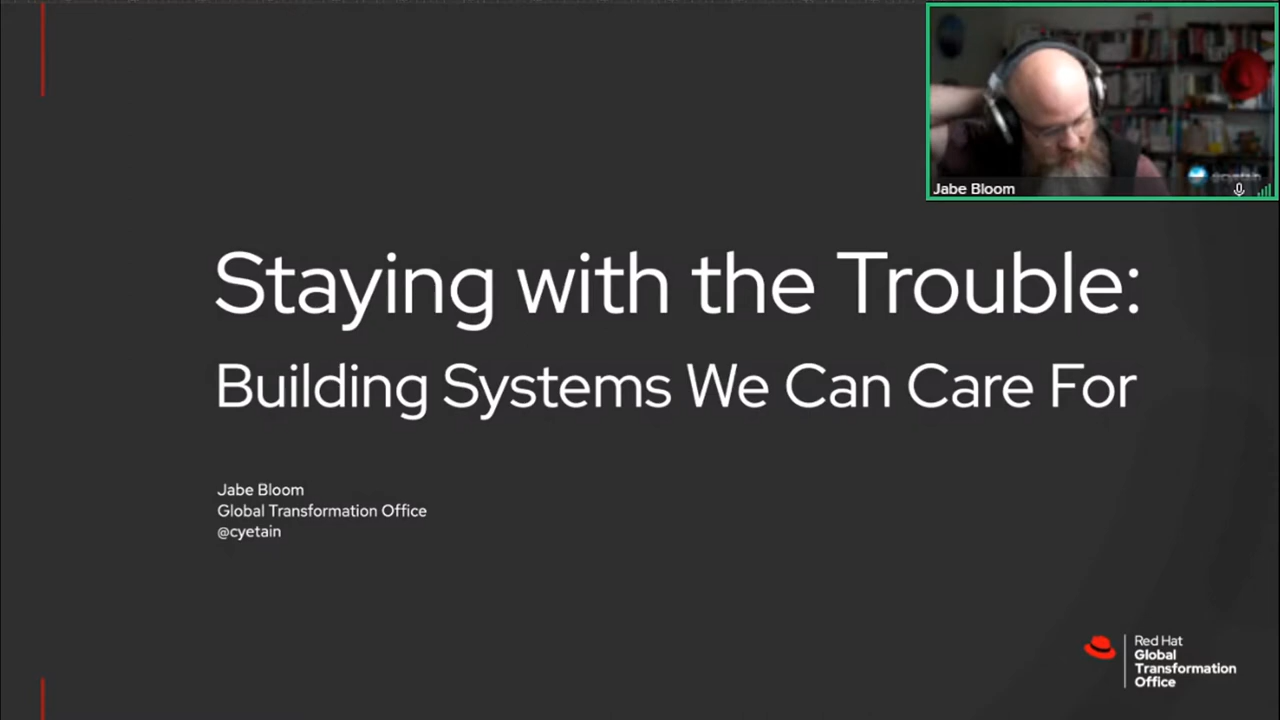 Jabe Bloom
Staying with the Trouble:
Building Systems We Can Care For
Jabe Bloom
Global Transformation Office
@cyetain
Red Hat
Global
Transformation
Office